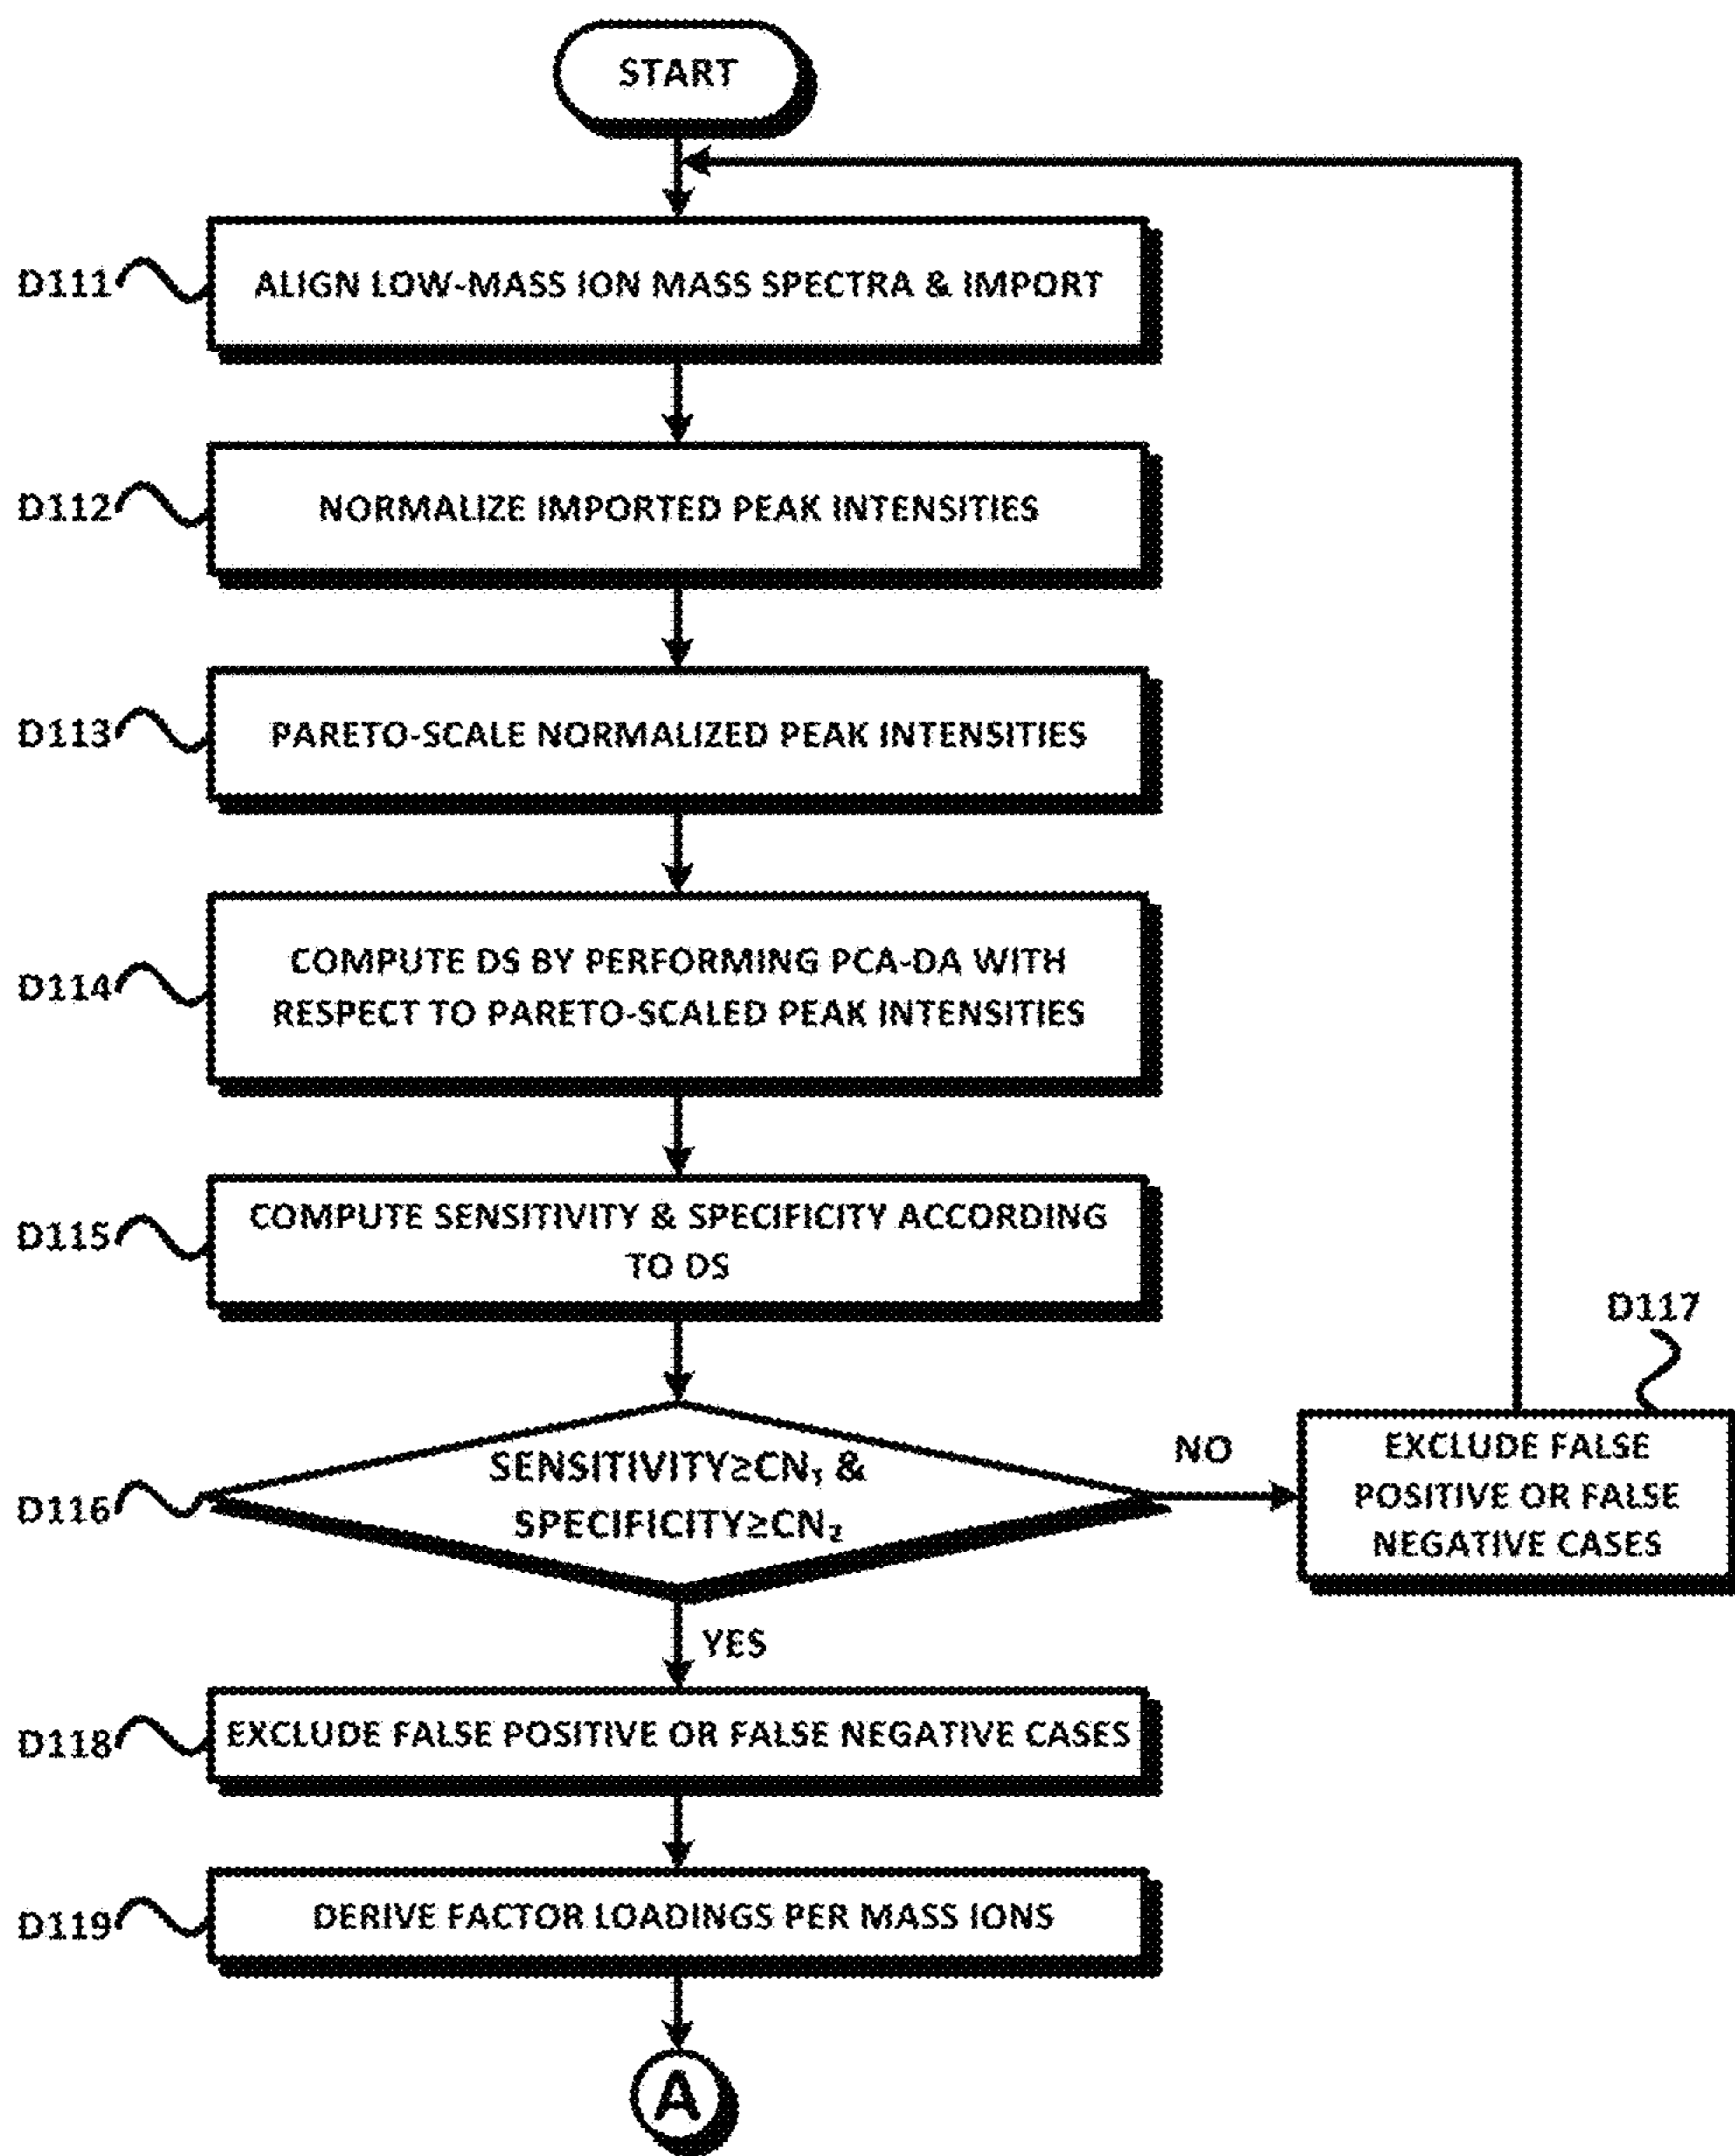 START
D111
ALIGN LOW-MASS ION MASS SPECTRA & IMPORT
D112
NORMALIZE IMPORTED PEAK INTENSITIES
D113
PARETO-SCALE NORMALIZED PEAK INTENSITIES
D114
COMPUTE DS BY PERFORMING PCA-DA WITH
RESPECT TO PARETO-SCALED PEAK INTENSITIES
D115
COMPUTE SENSITIVITY & SPECIFICITY ACCORDING
TO DS
D116
SENSITIVITY≥CN₁ &
SPECIFICITY≥CN₂
NO
D117
EXCLUDE FALSE
POSITIVE OR FALSE
NEGATIVE CASES
YES
D118
EXCLUDE FALSE POSITIVE OR FALSE NEGATIVE CASES
D119
DERIVE FACTOR LOADINGS PER MASS IONS
A